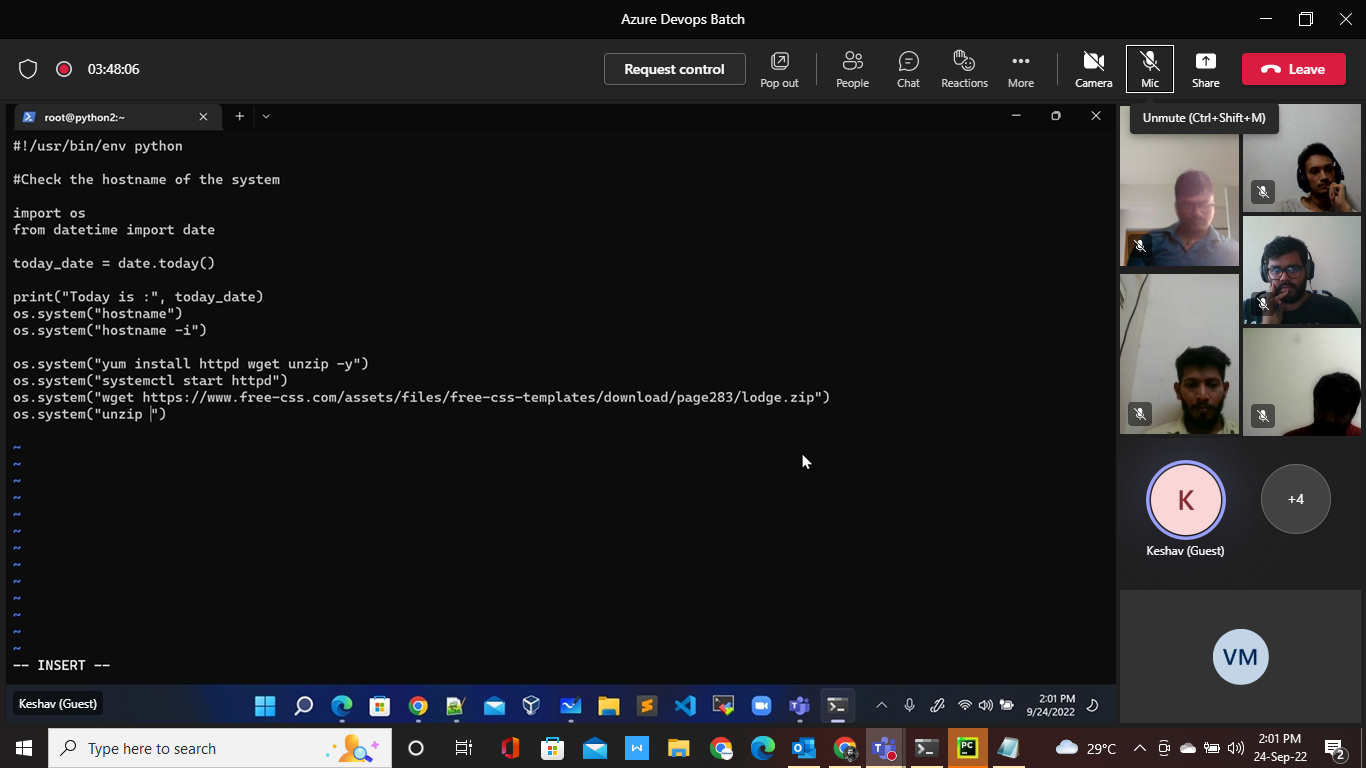 Azure Devops Batch
03:48:06
Request control
Pop out
People
Chat
Reactions
More
Camera
Mic
Share
Leave
Unmute (Ctrl+Shift+M)
root@python2:~
#!/usr/bin/env python
#Check the hostname of the system
import os
from datetime import date
today_date = date.today()
print("Today is :", today_date)
os.system("hostname")
os.system("hostname -i")
os.system("yum install httpd wget unzip -y")
os.system("systemctl start httpd")
os.system("wget https://www.free-css.com/assets/files/free-css-templates/download/page283/lodge.zip")
os.system("unzip ")
~
~
~
~
~
~
~
~
~
~
~
~
~
-- INSERT --
K
Keshav (Guest)
+4
VM
Keshav (Guest)
2:01 PM
9/24/2022
Type here to search
W
PC
29°C
2:01 PM
24-Sep-22
2